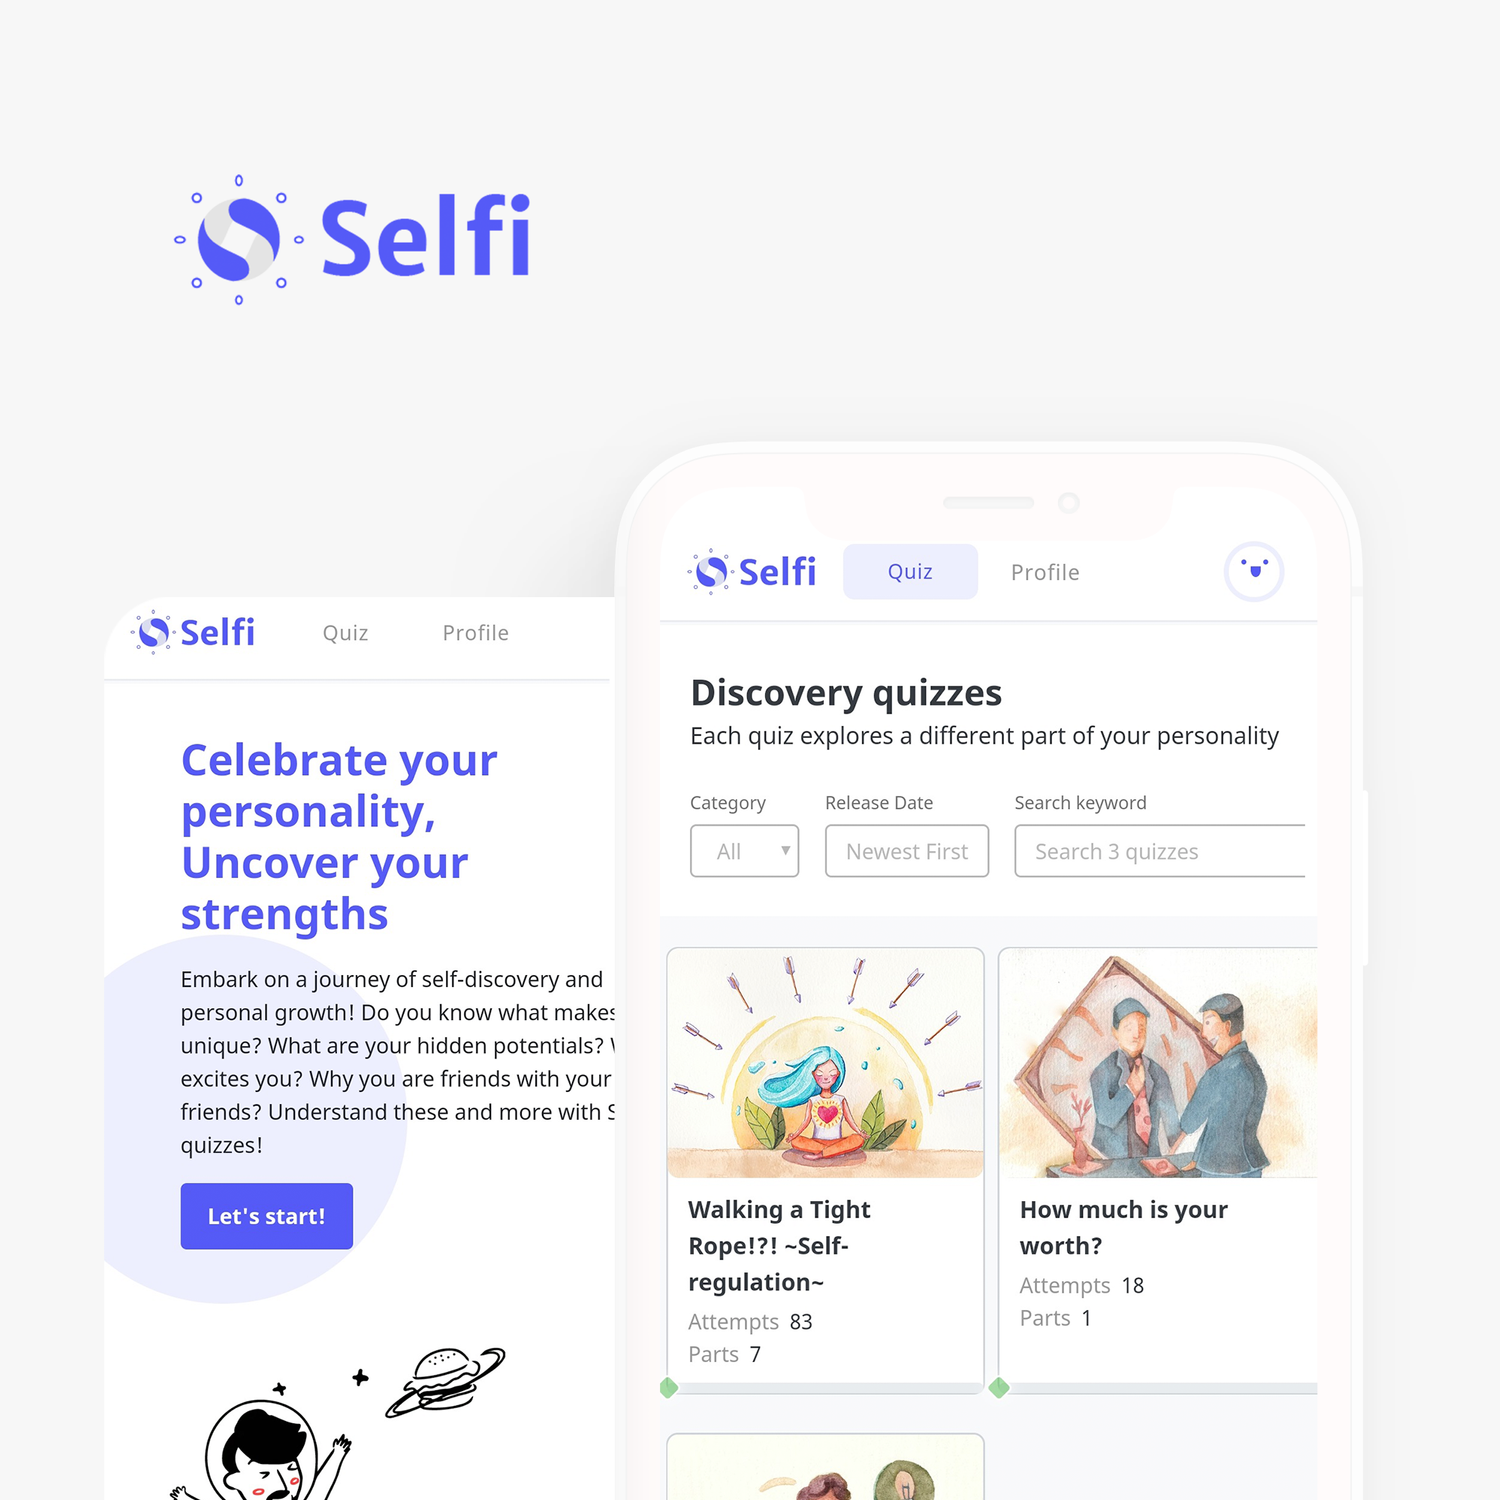 Selfi
Selfi
Quiz
Profile
Celebrate your
personality,
Uncover your
strengths
Embark on a journey of self-discovery and
personal growth! Do you know what makes
unique? What are your hidden potentials?
excites you? Why you are friends with your
friends? Understand these and more with
quizzes!
Let's start!
Selfi
Quiz
Profile
Discovery quizzes
Each quiz explores a different part of your personality
Category
Release Date
Search keyword
All
Newest First
Search 3 quizzes
Walking a Tight
Rope!?! ~Self-
regulation~
Attempts 83
Parts 7
How much is your
worth?
Attempts 18
Parts 1